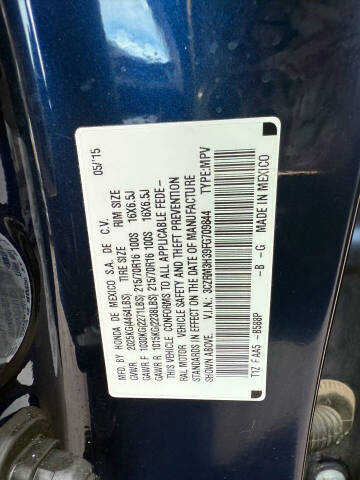 MFD. BY HONDA DE MEXICO S.A. DE C.V. 05/15
GVWR 2025KG(4464LBS) TIRE SIZE RIM SIZE
GAWR F 1030KG(2271LBS) 215/70R16 100S 16X6.5J
GAWR R 1015KG(2238LBS) 215/70R16 100S 16X6.5J
THIS VEHICLE CONFORMS TO ALL APPLICABLE FEDE-
RAL MOTOR VEHICLE SAFETY AND THEFT PREVENTION
STANDARDS IN EFFECT ON THE DATE OF MANUFACTURE
SHOWN ABOVE.
V.I.N.: 3CZRM3H39FG709844 TYPE:MPV
T1Z F AA5 -B588P -B -G MADE IN MEXICO